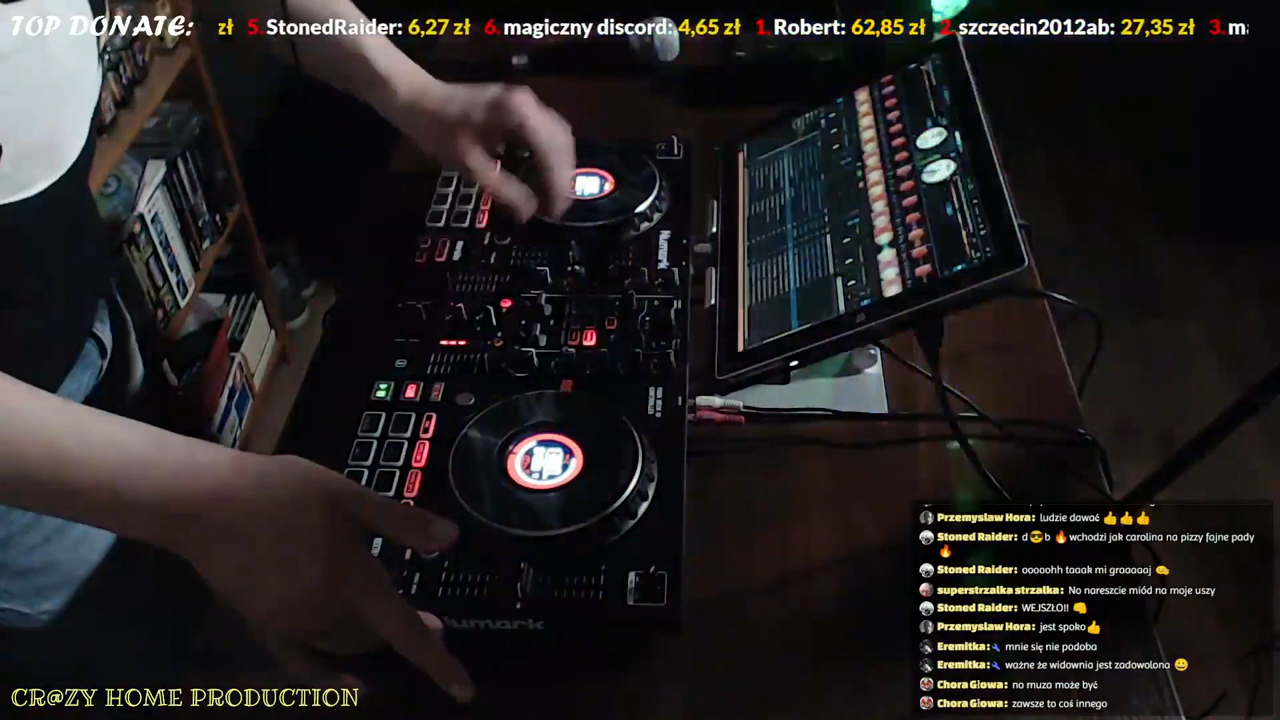 TOP DONATE: zł 5. StonedRaider: 6,27 zł 6. magiczny discord: 4,65 zł 1. Robert: 62,85 zł 2. szczecin2012ab: 27,35 zł 3.
Numark
Przemyslaw Hora: ludzie dawać 👍👍👍
Stoned Raider: d😎b 🔥wchodzi jak carolina na pizzy fajne pady
🔥
Stoned Raider: ooooohh taaak mi graaaaaj
superstrzalka strzalka: No nareszcie miód na moje uszy
Stoned Raider: WEJSZŁO!! 👊
Przemyslaw Hora: jest spoko👍
Eremitka: mnie się nie podoba
Eremitka: ważne że widownia jest zadowolona 😀
Chora Głowa: no muza może być
Chora Głowa: zawsze to coś innego
numark
CR@ZY HOME PRODUCTION